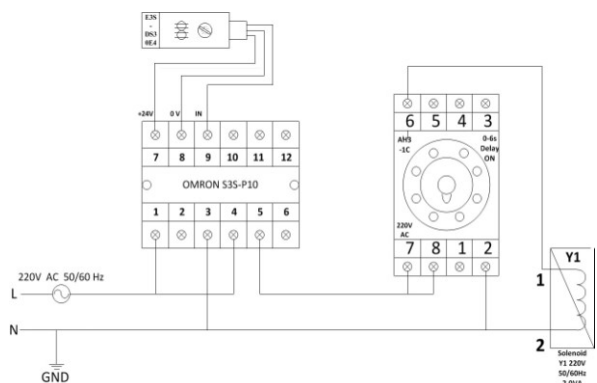 E3S
-
DS3
0E4
+24V 0 V IN
7 8 9 10 11 12
OMRON S3S-P10
1 2 3 4 5 6
6 5 4 3
AH3
-1C
0-6s
Delay
ON
220V
AC
7 8 1 2
220V AC 50/60 Hz
L
N
GND
Y1
1
2
Solenoid
Y1 220V
50/60Hz
2.0VA